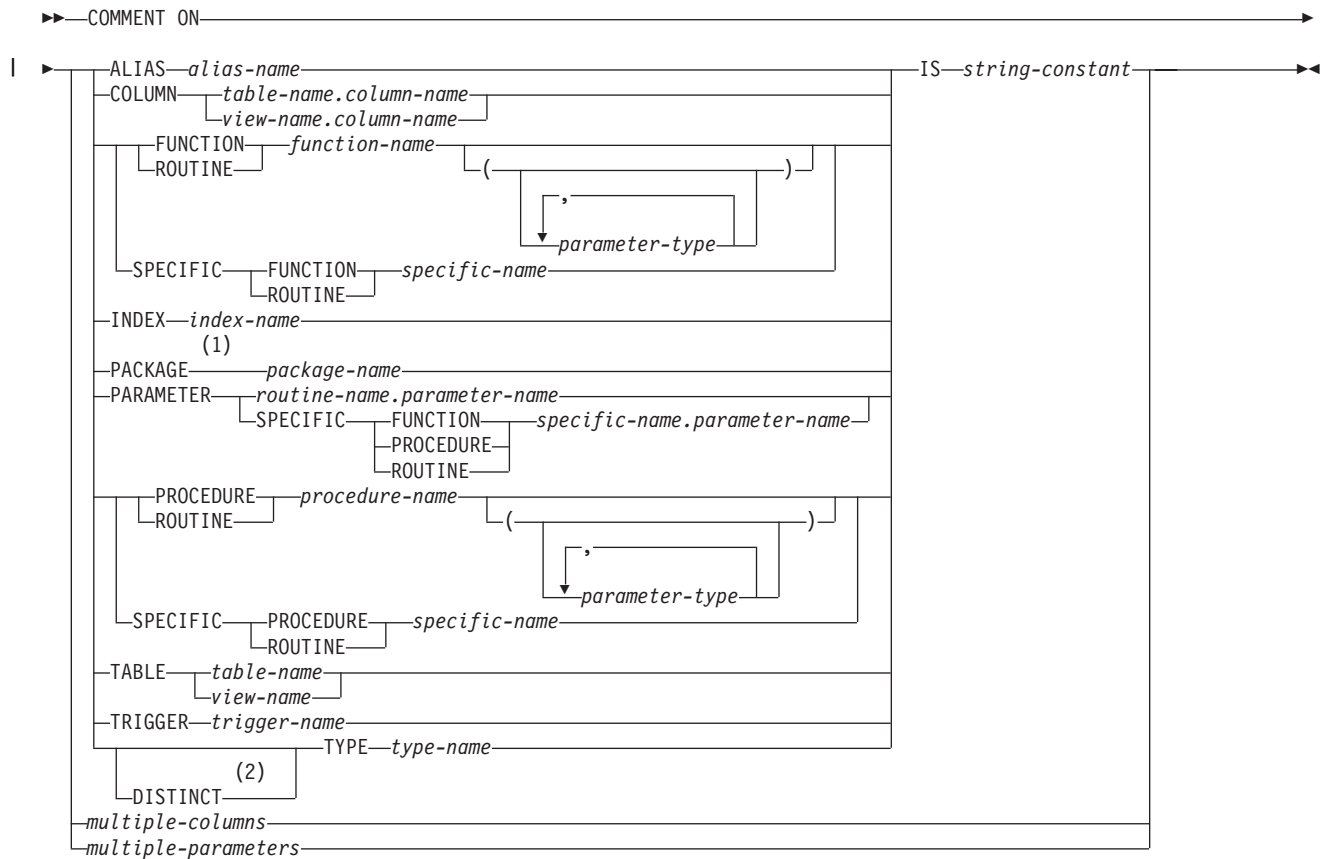 COMMENT ON
ALIAS alias-name IS string-constant
COLUMN table-name.column-name
view-name.column-name
FUNCTION function-name
ROUTINE ( )
,
parameter-type
SPECIFIC FUNCTION specific-name
ROUTINE
INDEX index-name
(1)
PACKAGE package-name
PARAMETER routine-name.parameter-name
SPECIFIC FUNCTION specific-name.parameter-name
PROCEDURE
ROUTINE
PROCEDURE procedure-name
ROUTINE ( )
,
parameter-type
SPECIFIC PROCEDURE specific-name
ROUTINE
TABLE table-name
view-name
TRIGGER trigger-name
TYPE type-name
(2)
DISTINCT
multiple-columns
multiple-parameters